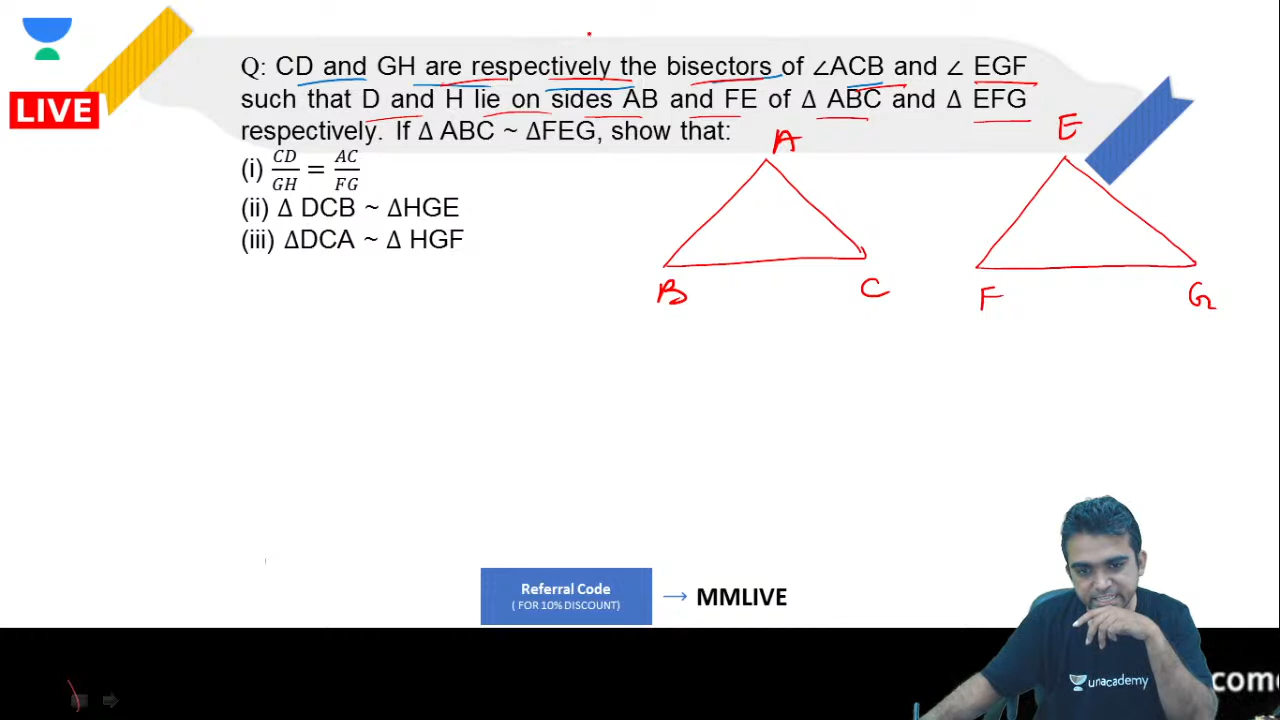 LIVE
Q: CD and GH are respectively the bisectors of ∠ACB and ∠ EGF
such that D and H lie on sides AB and FE of Δ ABC and Δ EFG
respectively. If Δ ABC ~ ΔFEG, show that:
(i) CD/GH = AC/FG
(ii) Δ DCB ~ ΔHGE
(iii) ΔDCA ~ Δ HGF
A
E
B
C
F
G
Referral Code
( FOR 10% DISCOUNT)
→ MMLIVE
unacademy